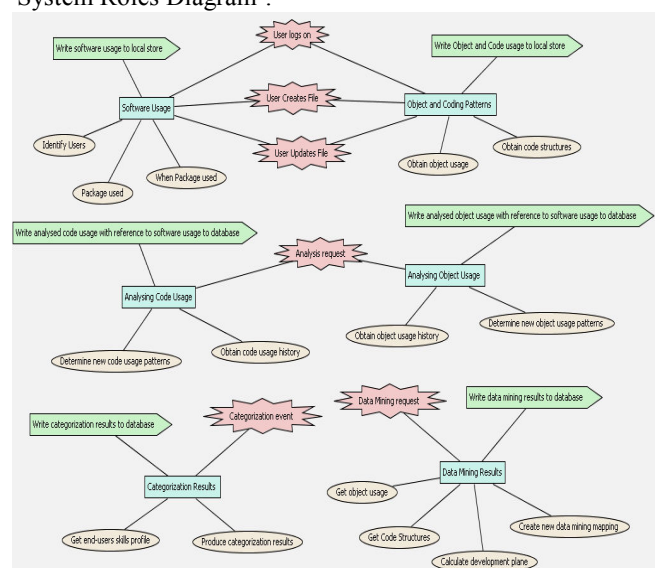 System Roles Diagram :
User logs on
Write software usage to local store
Write Object and Code usage to local store
User Creates File
Software Usage
Object and Coding Patterns
Identify Users
User Updates File
Obtain code structures
When Package used
Obtain object usage
Package used
Write analysed object usage with reference to software usage to database
Write analysed code usage with reference to software usage to database
Analysis request
Analysing Code Usage
Analysing Object Usage
Obtain object usage history
Determine new object usage patterns
Determine new code usage patterns
Obtain code usage history
Data Mining request
Write data mining results to database
Write categorization results to database
Categorization event
Categorization Results
Data Mining Results
Get object usage
Get end-users skills profile
Produce categorization results
Get Code Structures
Create new data mining mapping
Calculate development plane